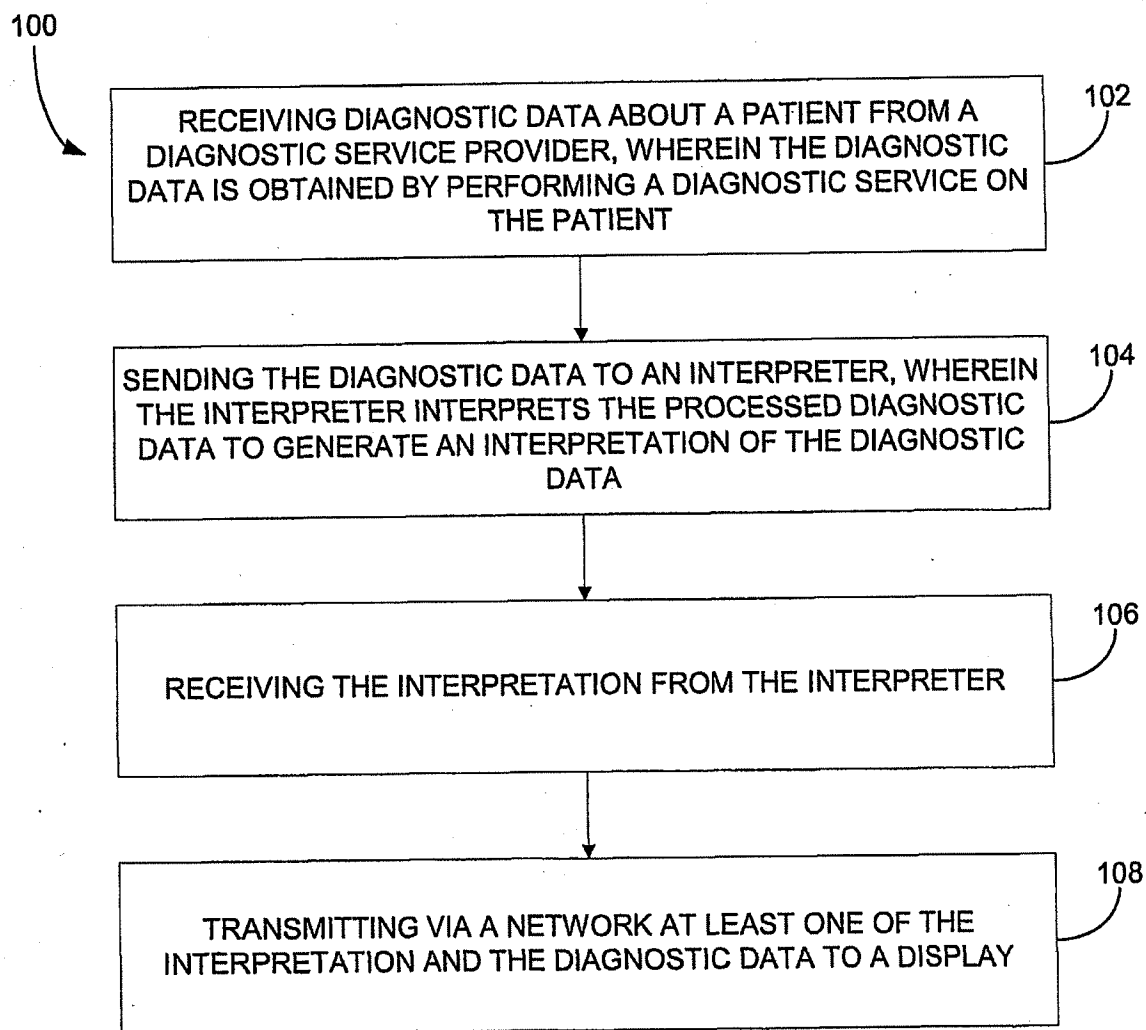 100
102
RECEIVING DIAGNOSTIC DATA ABOUT A PATIENT FROM A
DIAGNOSTIC SERVICE PROVIDER, WHEREIN THE DIAGNOSTIC
DATA IS OBTAINED BY PERFORMING A DIAGNOSTIC SERVICE ON
THE PATIENT
104
SENDING THE DIAGNOSTIC DATA TO AN INTERPRETER, WHEREIN
THE INTERPRETER INTERPRETS THE PROCESSED DIAGNOSTIC
DATA TO GENERATE AN INTERPRETATION OF THE DIAGNOSTIC
DATA
106
RECEIVING THE INTERPRETATION FROM THE INTERPRETER
108
TRANSMITTING VIA A NETWORK AT LEAST ONE OF THE
INTERPRETATION AND THE DIAGNOSTIC DATA TO A DISPLAY